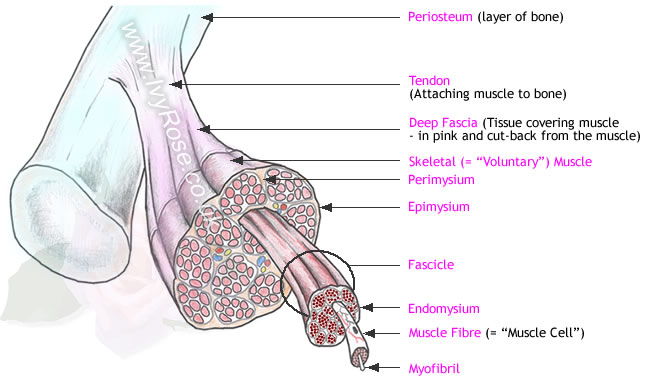 Periosteum (layer of bone)
Tendon
(Attaching muscle to bone)
Deep Fascia (Tissue covering muscle
- in pink and cut-back from the muscle)
Skeletal (= “Voluntary”) Muscle
Perimysium
Epimysium
Fascicle
Endomysium
Muscle Fibre (= “Muscle Cell”)
Myofibril
www.IvyRose.co.uk